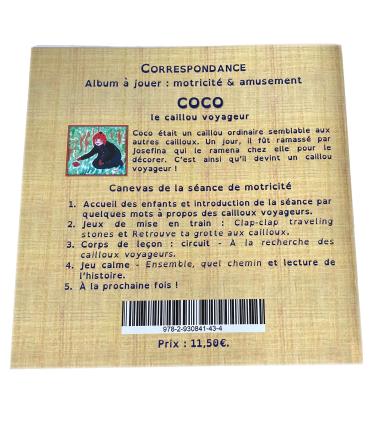 CORRESPONDANCE
Album à jouer : motricité & amusement
COCO
le caillou voyageur
Coco était un caillou ordinaire semblable aux
autres cailloux. Un jour, il fût ramassé par
Josefina qui le ramena chez elle pour le
décorer. C'est ainsi qu'il devint un caillou
voyageur !
Canevas de la séance de motricité
1. Accueil des enfants et introduction de la séance par
quelques mots à propos des cailloux voyageurs.
2. Jeux de mise en train : Clap-clap traveling
stones et Retrouve ta grotte aux cailloux.
3. Corps de leçon : circuit - À la recherche des
cailloux voyageurs.
4. Jeu calme - Ensemble, quel chemin et lecture de
l'histoire.
5. À la prochaine fois !
978-2-930841-43-4
Prix : 11,50€.